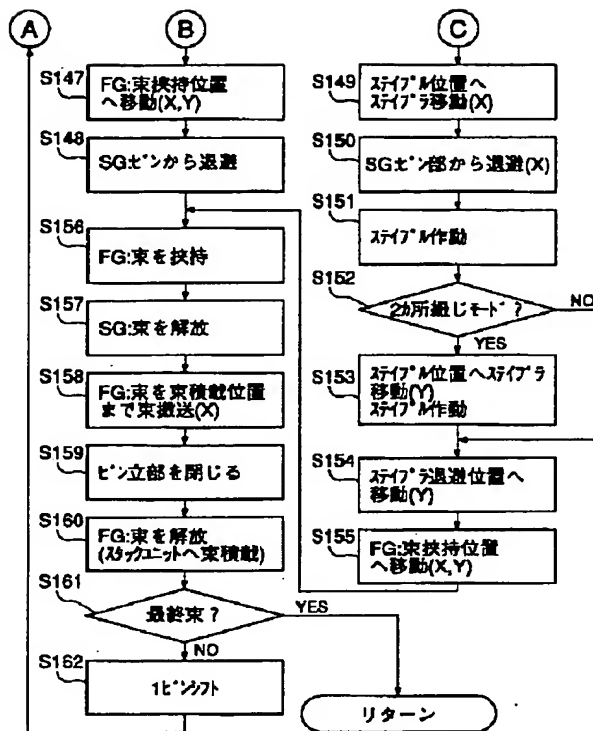 A
B
S147
FG:束挟持位置
へ移動(X,Y)
S148
SGピンから退避
S156
FG:束を挟持
S157
SG:束を解放
S158
FG:束を束積載位置
まで束搬送(X)
S159
ビン立部を閉じる
S160
FG:束を解放
(スタックユニットへ束積載)
S161
最終束?
YES
NO
S162
1ビンシフト
C
S149
ステイプル位置へ
ステイプラ移動(X)
S150
SGピン部から退避(X)
S151
ステイプル作動
S152
2カ所綴じモード?
NO
YES
S153
ステイプル位置へステイプラ
移動(Y)
ステイプル作動
S154
ステイプラ退避位置へ
移動(Y)
S155
FG:束挟持位置
へ移動(X,Y)
リターン